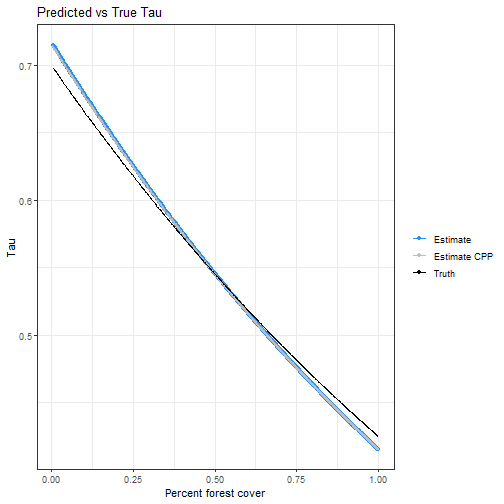 Predicted vs True Tau
0.7
0.6
0.5
Tau
0.00
0.25
0.50
0.75
1.00
Percent forest cover
Estimate
Estimate CPP
Truth